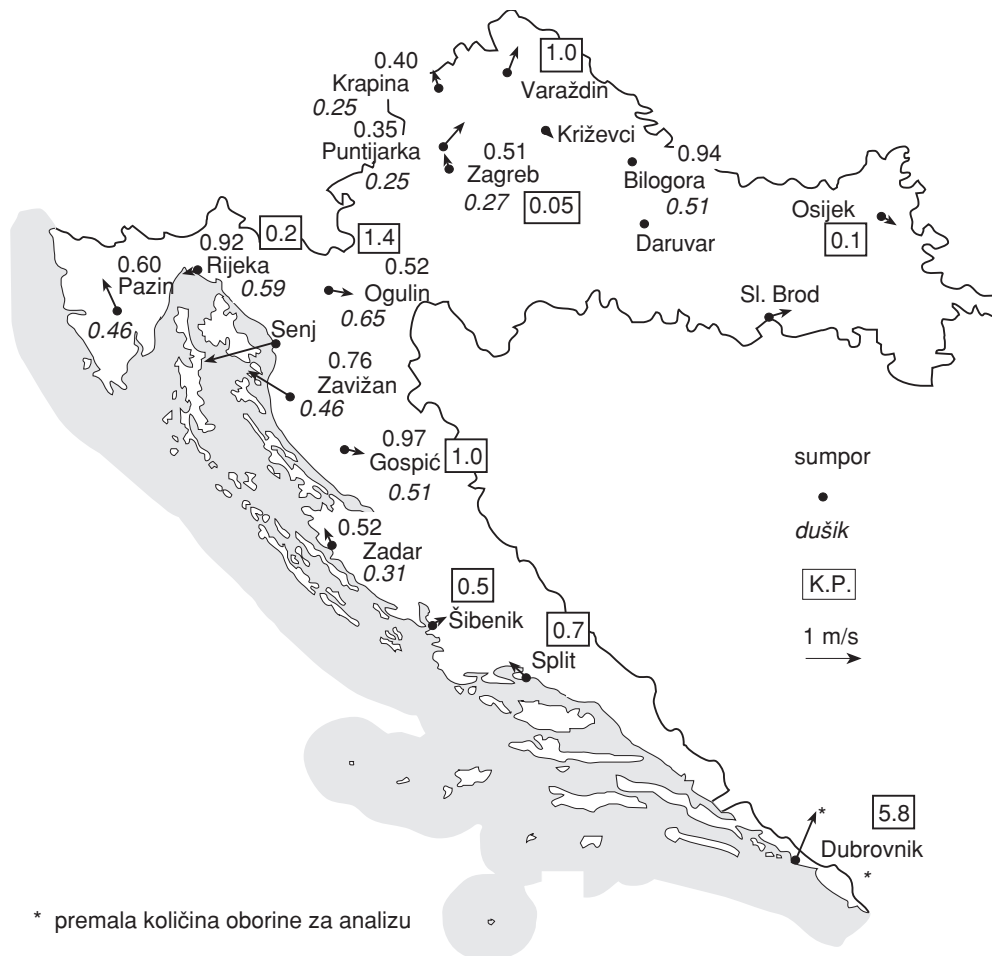 0.40
Krapina
0.25
1.0
Varaždin
0.35
Puntijarka
0.25
0.51
Zagreb
0.27
0.05
Križevci
0.94
Bilogora
0.51
Daruvar
Osijek
0.1
Sl. Brod
0.2
1.4
0.92
Rijeka
0.59
0.60
Pazin
0.46
0.52
Ogulin
0.65
Senj
0.76
Zavižan
0.46
0.97
Gospić
1.0
0.51
0.52
Zadar
0.31
0.5
Šibenik
0.7
Split
sumpor
dušik
K.P.
1 m/s
*
5.8
Dubrovnik
*
* premala količina oborine za analizu